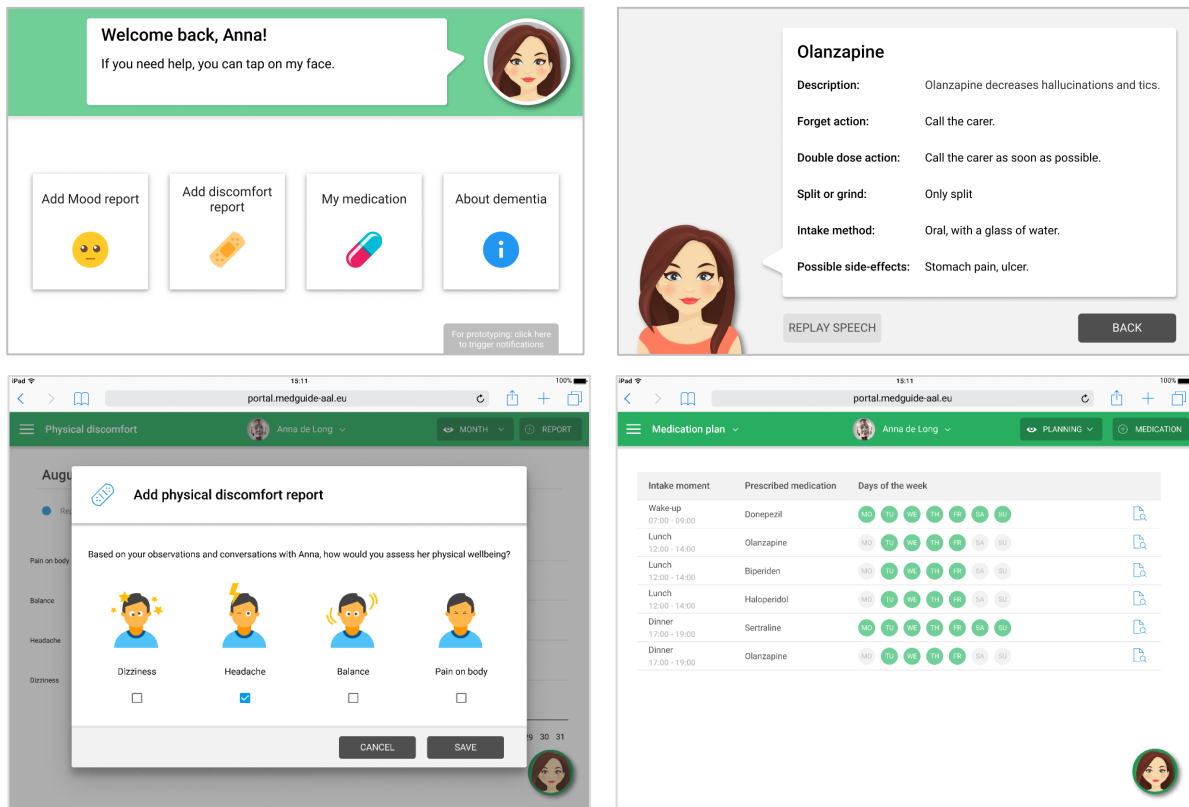 Welcome back, Anna!
If you need help, you can tap on my face.
Add Mood report
Add discomfort
report
My medication
About dementia
For prototyping: click here
to trigger notifications
Olanzapine
Description: Olanzapine decreases hallucinations and tics.
Forget action: Call the carer.
Double dose action: Call the carer as soon as possible.
Split or grind: Only split
Intake method: Oral, with a glass of water.
Possible side-effects: Stomach pain, ulcer.
REPLAY SPEECH
BACK
iPad 15:11 100%
portal.medguide-aal.eu
Physical discomfort Anna de Long MONTH REPORT
Augu
Rep
Pain on body
Balance
Headache
Dizziness
29 30 31
Add physical discomfort report
Based on your observations and conversations with Anna, how would you assess her physical wellbeing?
Dizziness Headache Balance Pain on body
CANCEL SAVE
iPad 15:11 100%
portal.medguide-aal.eu
Medication plan Anna de Long PLANNING MEDICATION
Intake moment Prescribed medication Days of the week
Wake-up
07:00 - 09:00 Donepezil MO TU WE TH FR SA SU
Lunch
12:00 - 14:00 Olanzapine MO TU WE TH FR SA SU
Lunch
12:00 - 14:00 Biperiden MO TU WE TH FR SA SU
Lunch
12:00 - 14:00 Haloperidol MO TU WE TH FR SA SU
Dinner
17:00 - 19:00 Sertraline MO TU WE TH FR SA SU
Dinner
17:00 - 19:00 Olanzapine MO TU WE TH FR SA SU